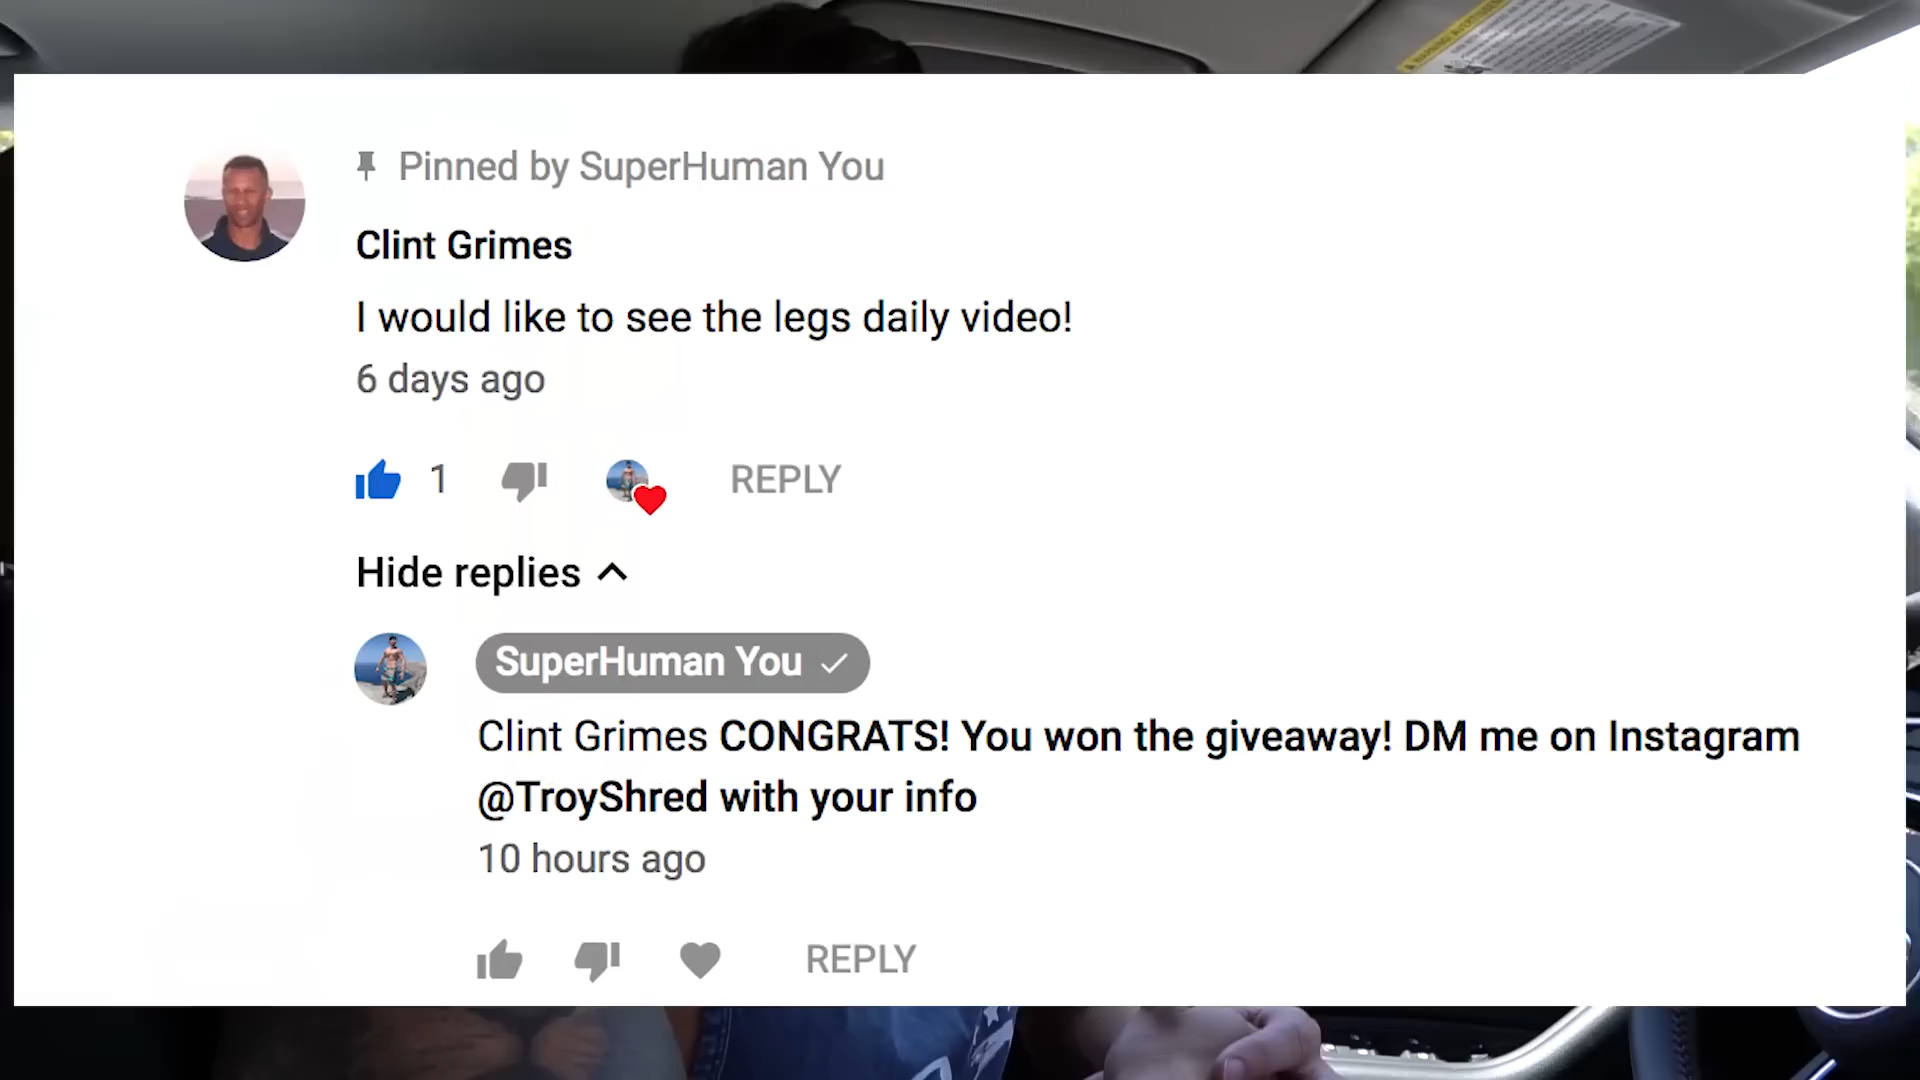 Pinned by SuperHuman You
Clint Grimes
I would like to see the legs daily video!
6 days ago
1
REPLY
Hide replies
SuperHuman You
Clint Grimes CONGRATS! You won the giveaway! DM me on Instagram
@TroyShred with your info
10 hours ago
REPLY